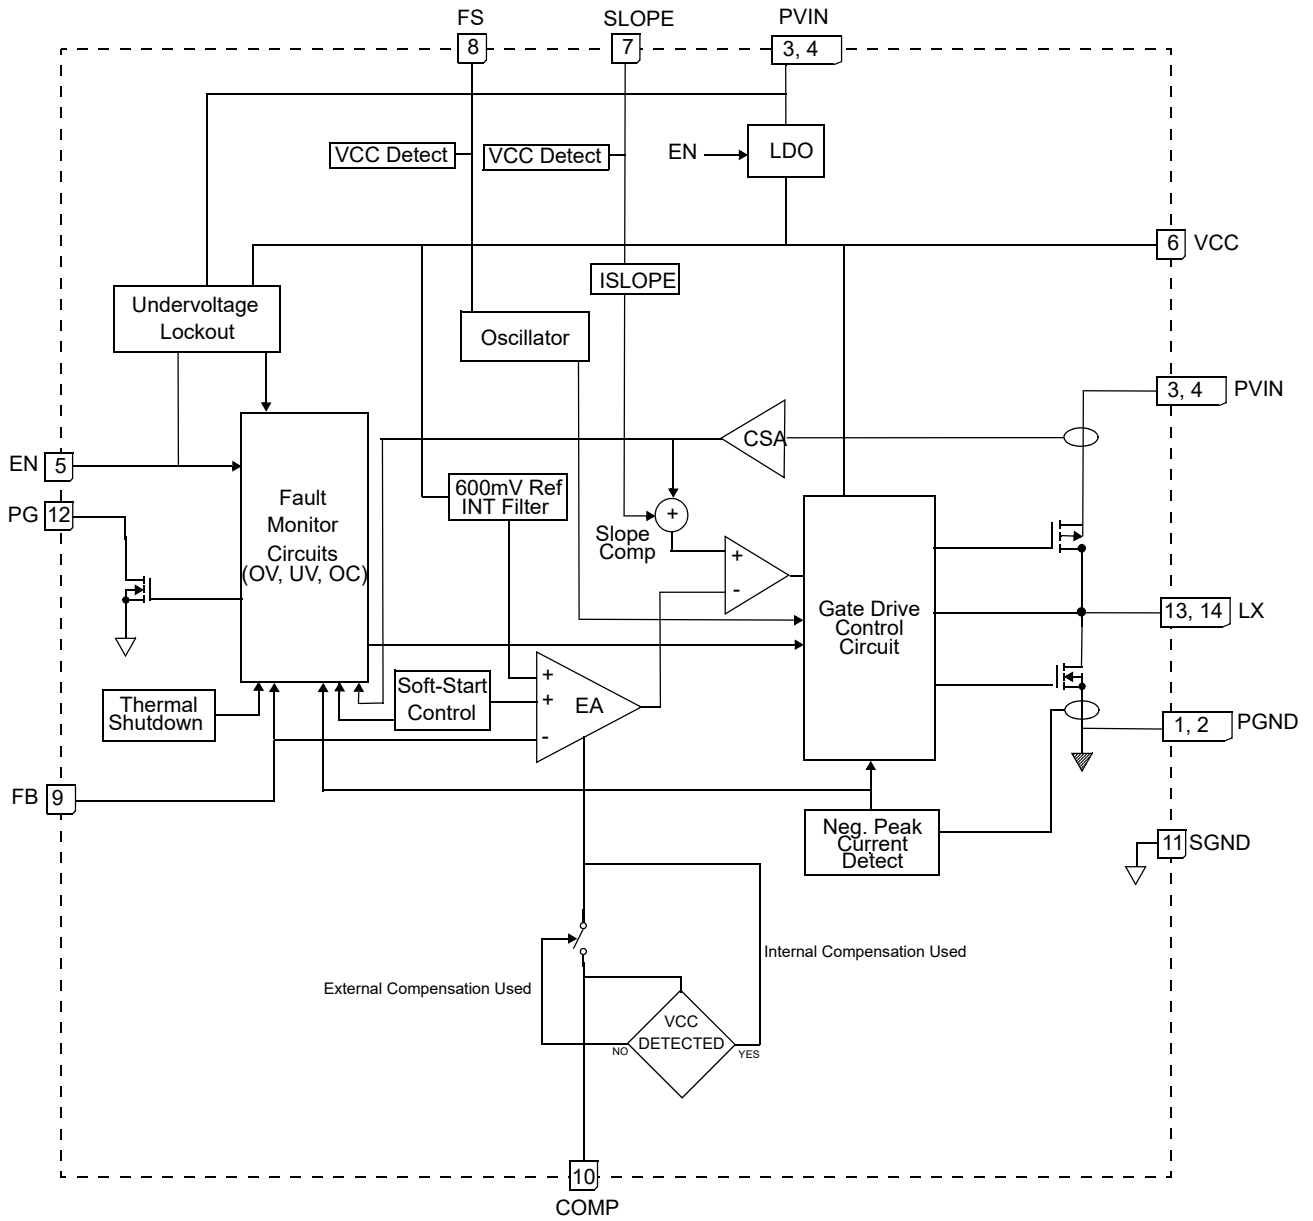 FS
SLOPE
PVIN
8
7
3, 4
VCC Detect
VCC Detect
EN
LDO
6
VCC
ISLOPE
Undervoltage
Lockout
Oscillator
3, 4
PVIN
CSA
EN
5
PG
12
Fault
Monitor
Circuits
(OV, UV, OC)
600mV Ref
INT Filter
+
Slope
Comp
+
-
Gate Drive
Control
Circuit
13, 14
LX
Thermal
Shutdown
Soft-Start
Control
+
+
-
EA
1, 2
PGND
FB
9
Neg. Peak
Current
Detect
11
SGND
Internal Compensation Used
External Compensation Used
VCC
DETECTED
NO
YES
10
COMP